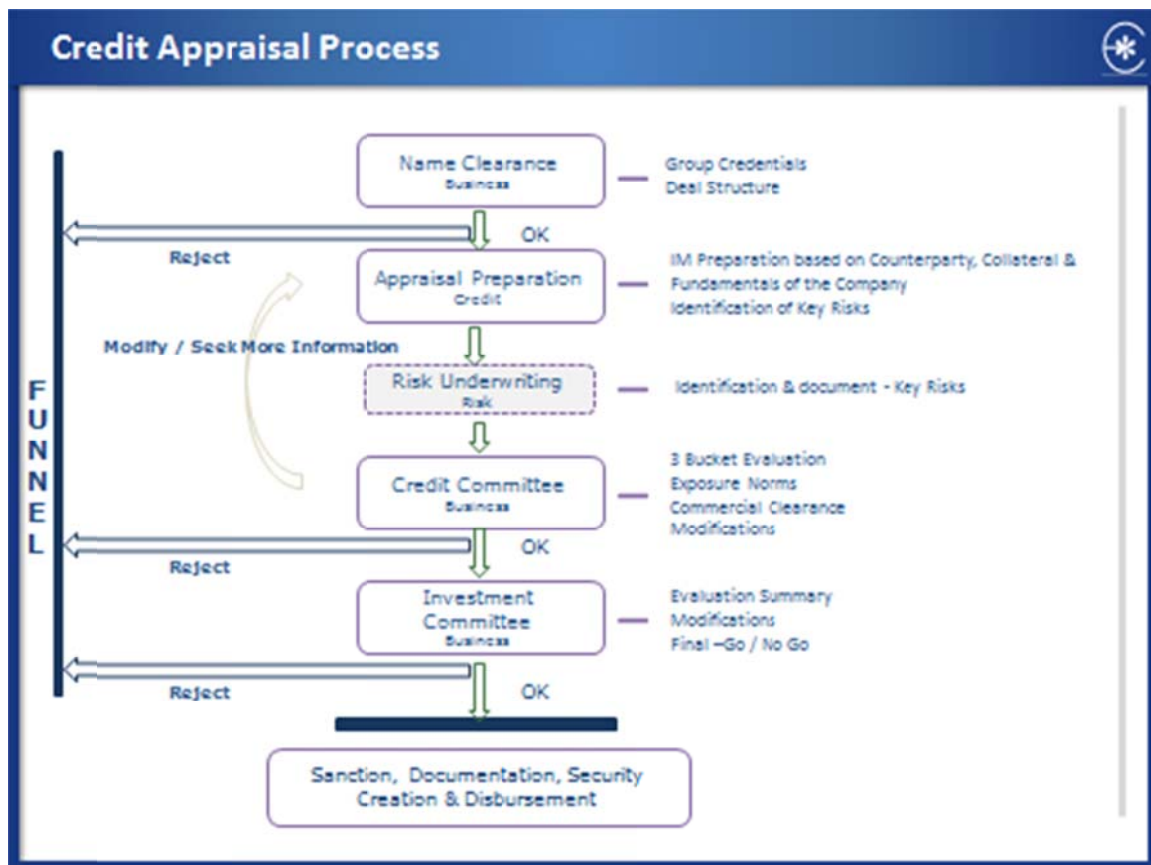 Credit Appraisal Process
Name Clearance
Business
Group Credentials
Deal Structure
OK
Reject
Appraisal Preparation
Credit
IM Preparation based on Counterparty, Collateral &
Fundamentals of the Company
Identification of Key Risks
Modify / Seek More Information
Risk Underwriting
Risk
Identification & document - Key Risks
FUNNEL
Credit Committee
Business
3 Bucket Evaluation
Exposure Norms
Commercial Clearance
Modifications
OK
Reject
Investment
Committee
Business
Evaluation Summary
Modifications
Final –Go / No Go
OK
Reject
Sanction, Documentation, Security
Creation & Disbursement